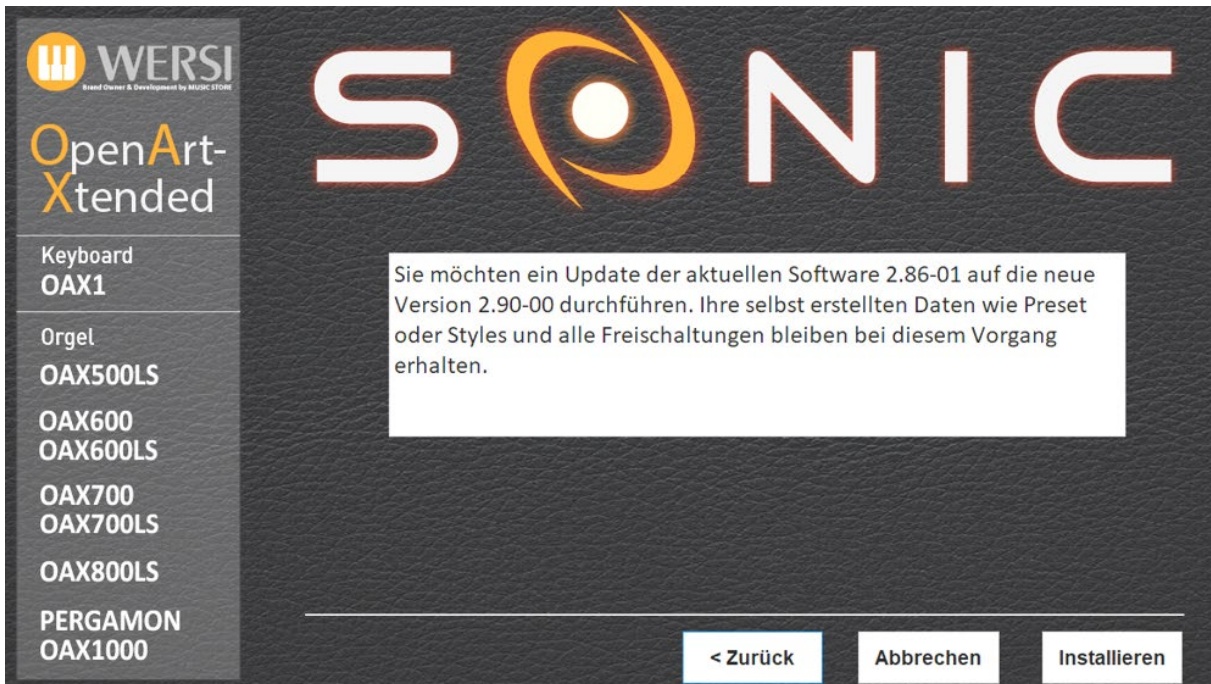 WERSI
Brand Owner & Development by MUSIC STORE
OpenArt-
Xtended
Keyboard
OAX1
Orgel
OAX500LS
OAX600
OAX600LS
OAX700
OAX700LS
OAX800LS
PERGAMON
OAX1000
SONIC
Sie möchten ein Update der aktuellen Software 2.86-01 auf die neue
Version 2.90-00 durchführen. Ihre selbst erstellten Daten wie Preset
oder Styles und alle Freischaltungen bleiben bei diesem Vorgang
erhalten.
< Zurück
Abbrechen
Installieren